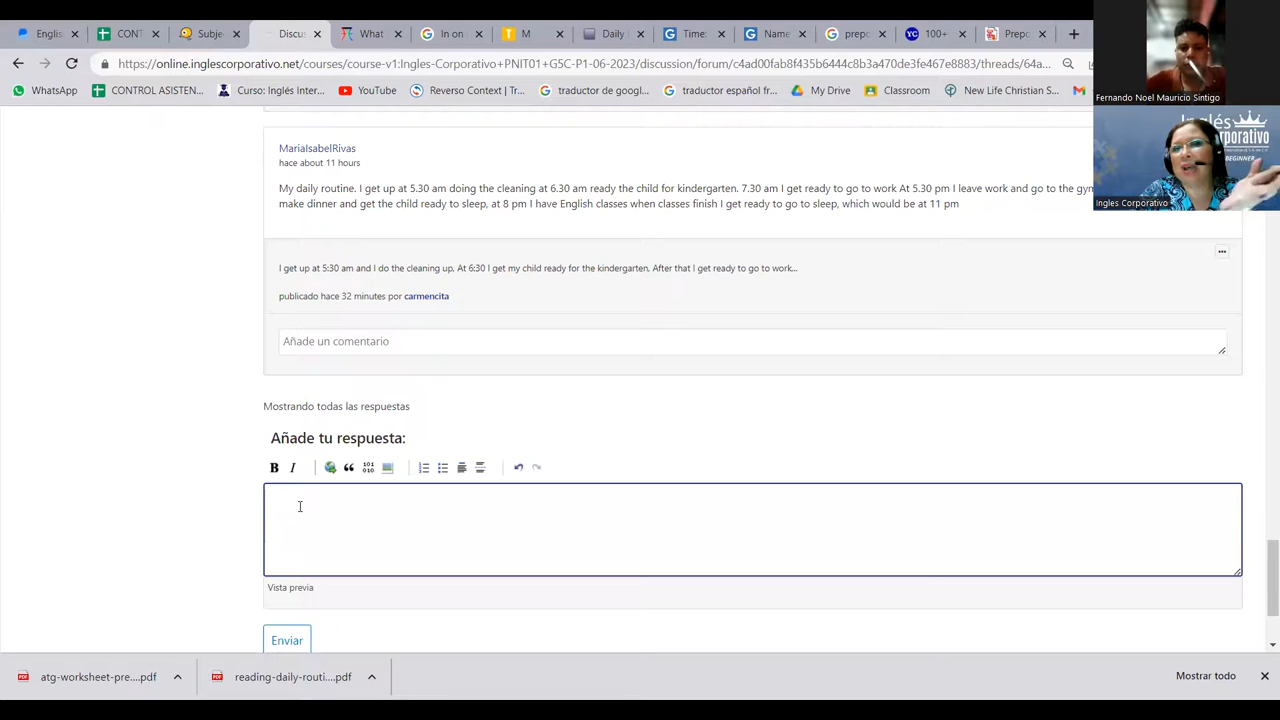 Englis
CONT
Subje
Discus
What
In on
M
Daily
Time:
Name
prepo
100+
Prepo
https://online.inglescorporativo.net/courses/course-v1:Ingles-Corporativo+PNIT01+G5C-P1-06-2023/discussion/forum/c4ad00fab8f435b6444c8b3a470de3fe467e8883/threads/64a...
WhatsApp
CONTROL ASISTEN...
Curso: Inglés Inter...
YouTube
Reverso Context | Tr...
traductor de googl...
traductor español fr...
My Drive
Classroom
New Life Christian S...
Fernando Noel Mauricio Sintigo
Inglés
Corporativo
BEGINNER
Ingles Corporativo
MariaIsabelRivas
hace about 11 hours
My daily routine. I get up at 5.30 am doing the cleaning at 6.30 am ready the child for kindergarten. 7.30 am I get ready to go to work At 5.30 pm I leave work and go to the gym
make dinner and get the child ready to sleep, at 8 pm I have English classes when classes finish I get ready to go to sleep, which would be at 11 pm
I get up at 5:30 am and I do the cleaning up. At 6:30 I get my child ready for the kindergarten. After that I get ready to go to work...
publicado hace 32 minutes por carmencita
Añade un comentario
Mostrando todas las respuestas
Añade tu respuesta:
B I
101
010
Vista previa
Enviar
atg-worksheet-pre....pdf
reading-daily-routi....pdf
Mostrar todo